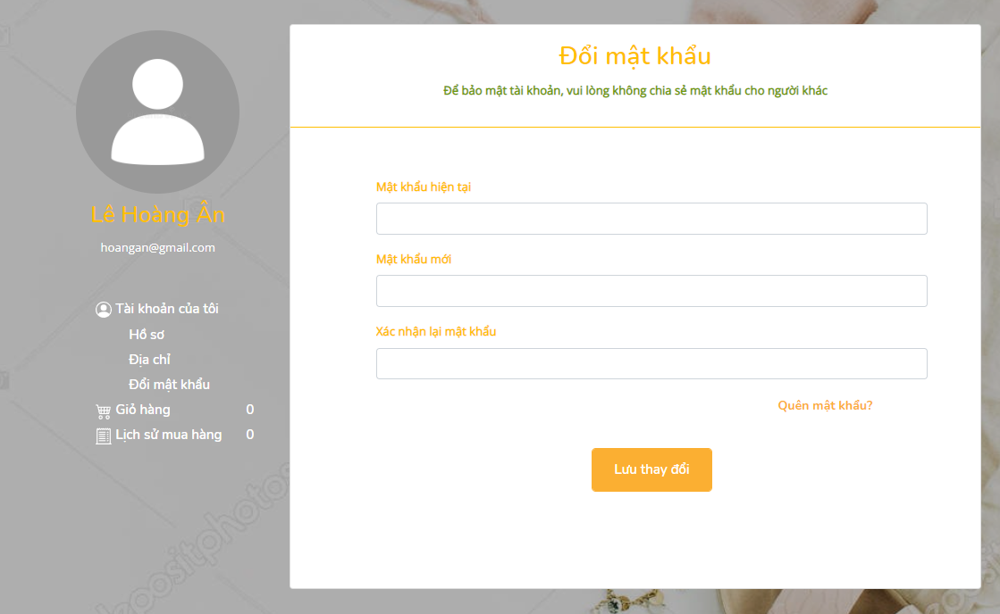 Lê Hoàng Ân
hoangan@gmail.com
Tài khoản của tôi
Hồ sơ
Địa chỉ
Đổi mật khẩu
Giỏ hàng 0
Lịch sử mua hàng 0
Đổi mật khẩu
Để bảo mật tài khoản, vui lòng không chia sẻ mật khẩu cho người khác
Mật khẩu hiện tại
Mật khẩu mới
Xác nhận lại mật khẩu
Quên mật khẩu?
Lưu thay đổi
depositphotos